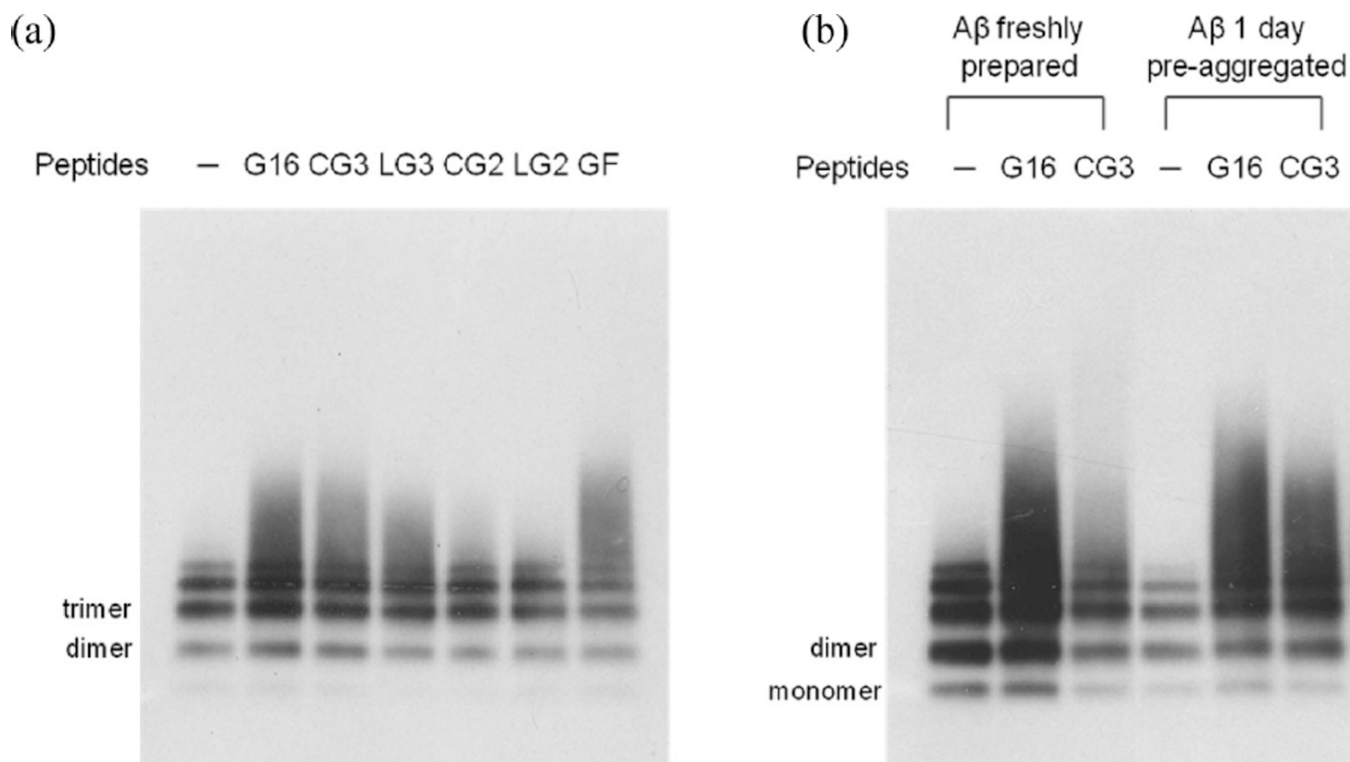 (a)
Peptides – G16 CG3 LG3 CG2 LG2 GF
trimer
dimer
(b)
Aβ freshly prepared
Aβ 1 day pre-aggregated
Peptides – G16 CG3 – G16 CG3
dimer
monomer